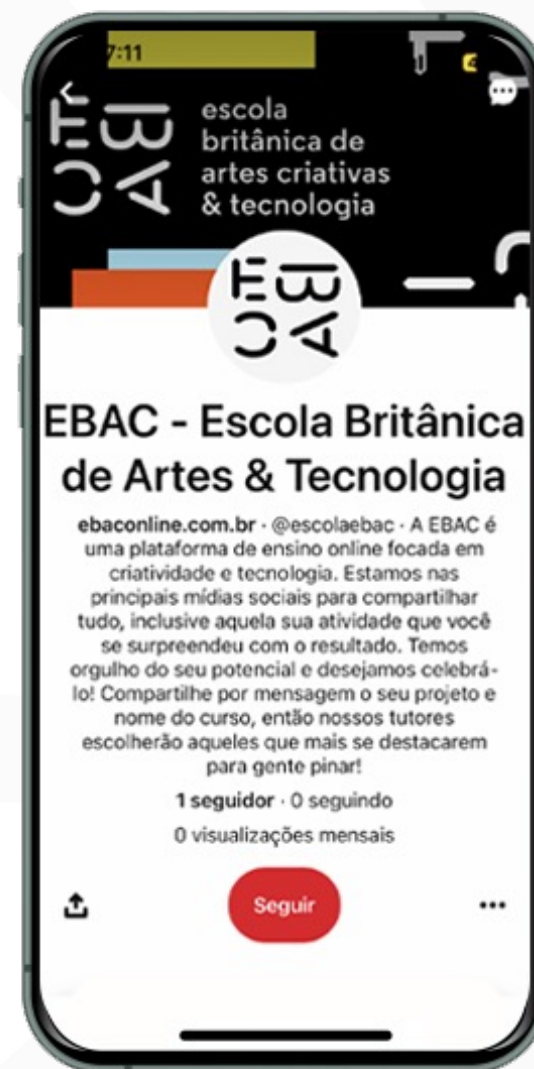 7:11
escola
britânica de
artes criativas
& tecnologia
EBAC - Escola Britânica
de Artes & Tecnologia
ebaconline.com.br · @escolaebac · A EBAC é
uma plataforma de ensino online focada em
criatividade e tecnologia. Estamos nas
principais mídias sociais para compartilhar
tudo, inclusive aquela sua atividade que você
se surpreendeu com o resultado. Temos
orgulho do seu potencial e desejamos celebrá-
lo! Compartilhe por mensagem o seu projeto e
nome do curso, então nossos tutores
escolherão aqueles que mais se destacarem
para gente pinar!
1 seguidor · 0 seguindo
0 visualizações mensais
Seguir